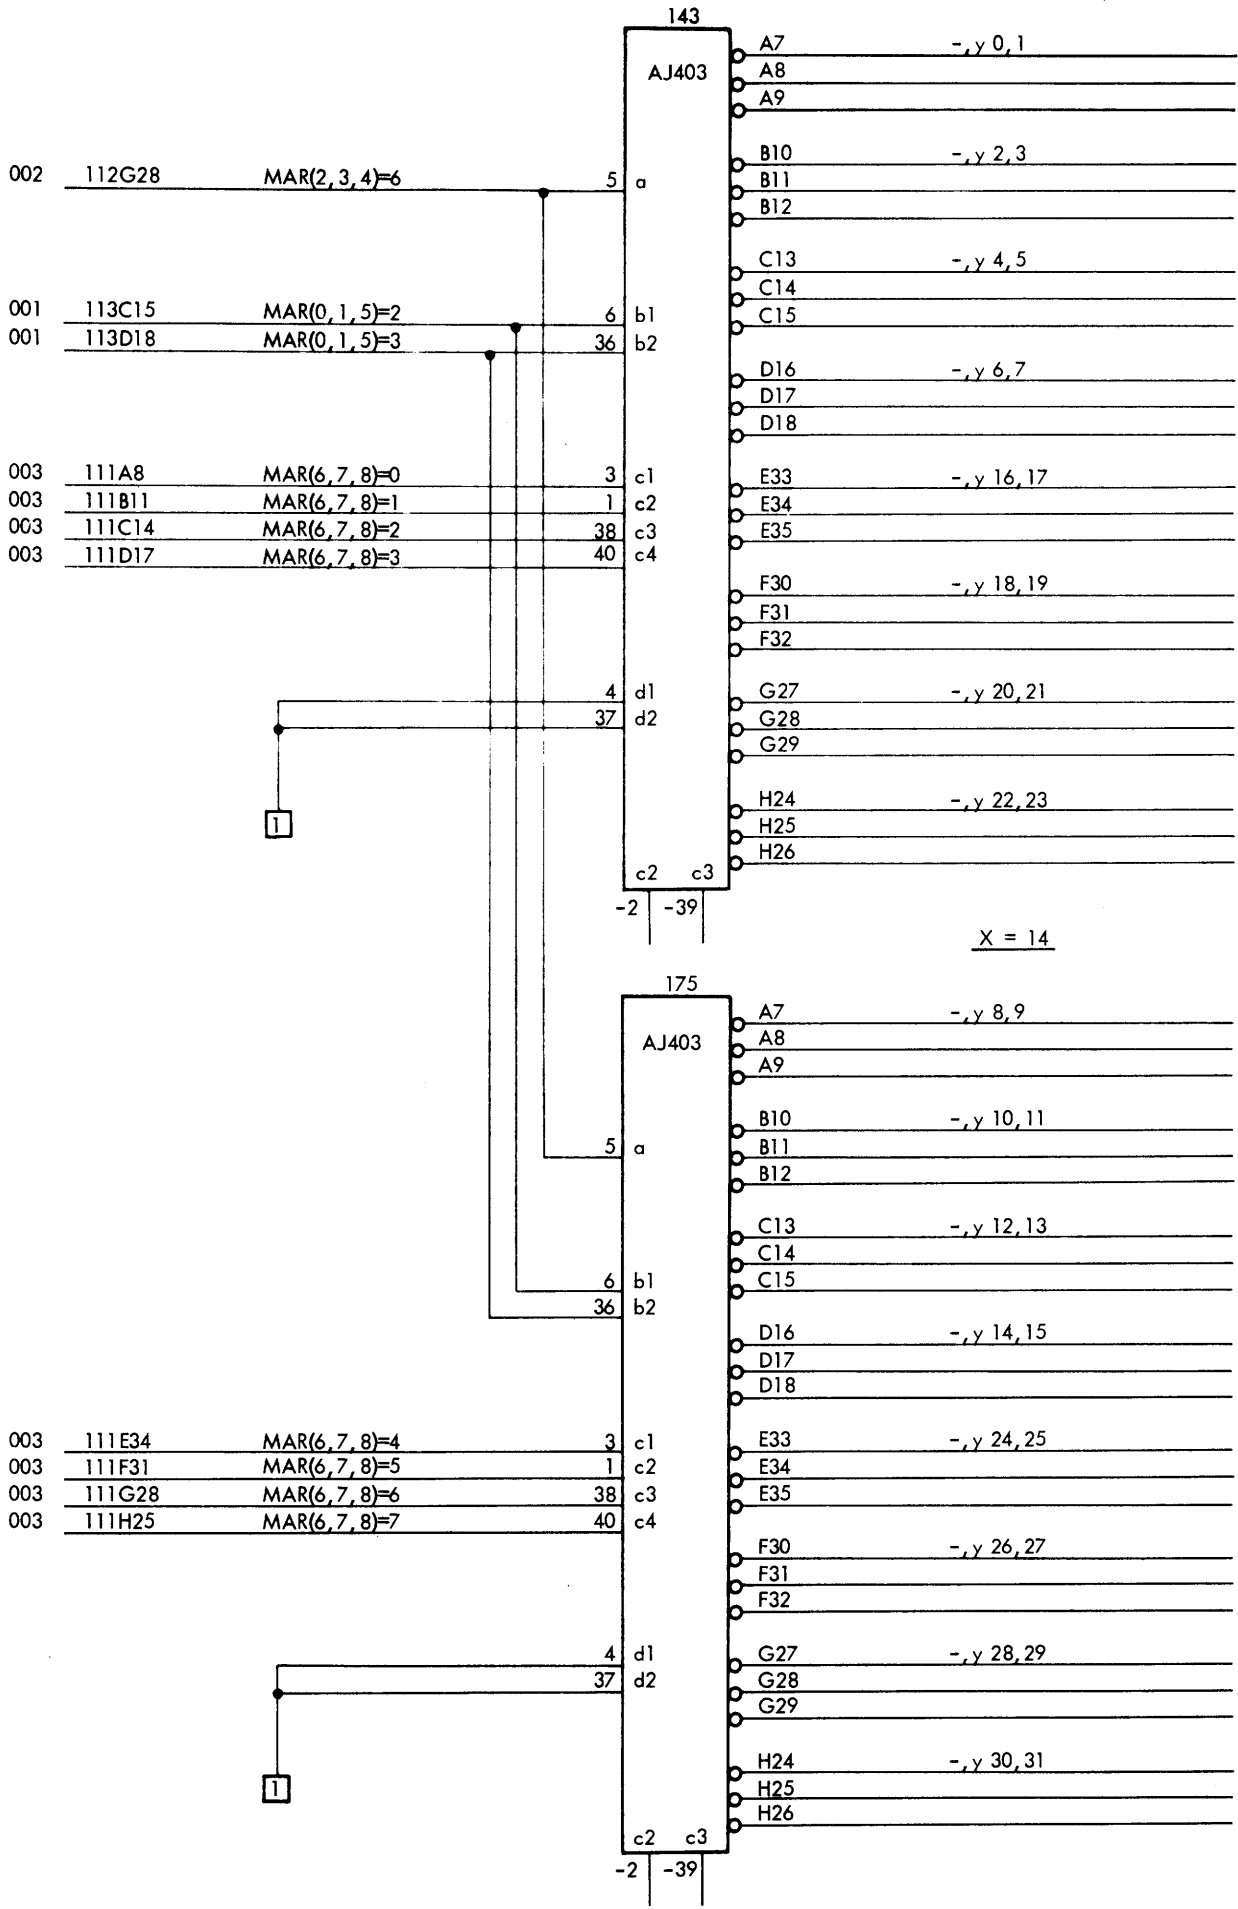 143
AJ403
A7 -,y 0,1
A8
A9
B10 -,y 2,3
002 112G28 MAR(2,3,4)=6 5 a
B11
B12
C13 -,y 4,5
C14
001 113C15 MAR(0,1,5)=2 6 b1
C15
001 113D18 MAR(0,1,5)=3 36 b2
D16 -,y 6,7
D17
D18
003 111A8 MAR(6,7,8)=0 3 c1
E33 -,y 16,17
003 111B11 MAR(6,7,8)=1 1 c2
E34
003 111C14 MAR(6,7,8)=2 38 c3
E35
003 111D17 MAR(6,7,8)=3 40 c4
F30 -,y 18,19
F31
F32
4 d1
G27 -,y 20,21
37 d2
G28
G29
1
H24 -,y 22,23
H25
H26
c2 c3
-2 -39
X = 14
175
AJ403
A7 -,y 8,9
A8
A9
B10 -,y 10,11
5 a
B11
B12
C13 -,y 12,13
C14
6 b1
C15
36 b2
D16 -,y 14,15
D17
D18
003 111E34 MAR(6,7,8)=4 3 c1
E33 -,y 24,25
003 111F31 MAR(6,7,8)=5 1 c2
E34
003 111G28 MAR(6,7,8)=6 38 c3
E35
003 111H25 MAR(6,7,8)=7 40 c4
F30 -,y 26,27
F31
F32
4 d1
G27 -,y 28,29
37 d2
G28
G29
1
H24 -,y 30,31
H25
H26
c2 c3
-2 -39